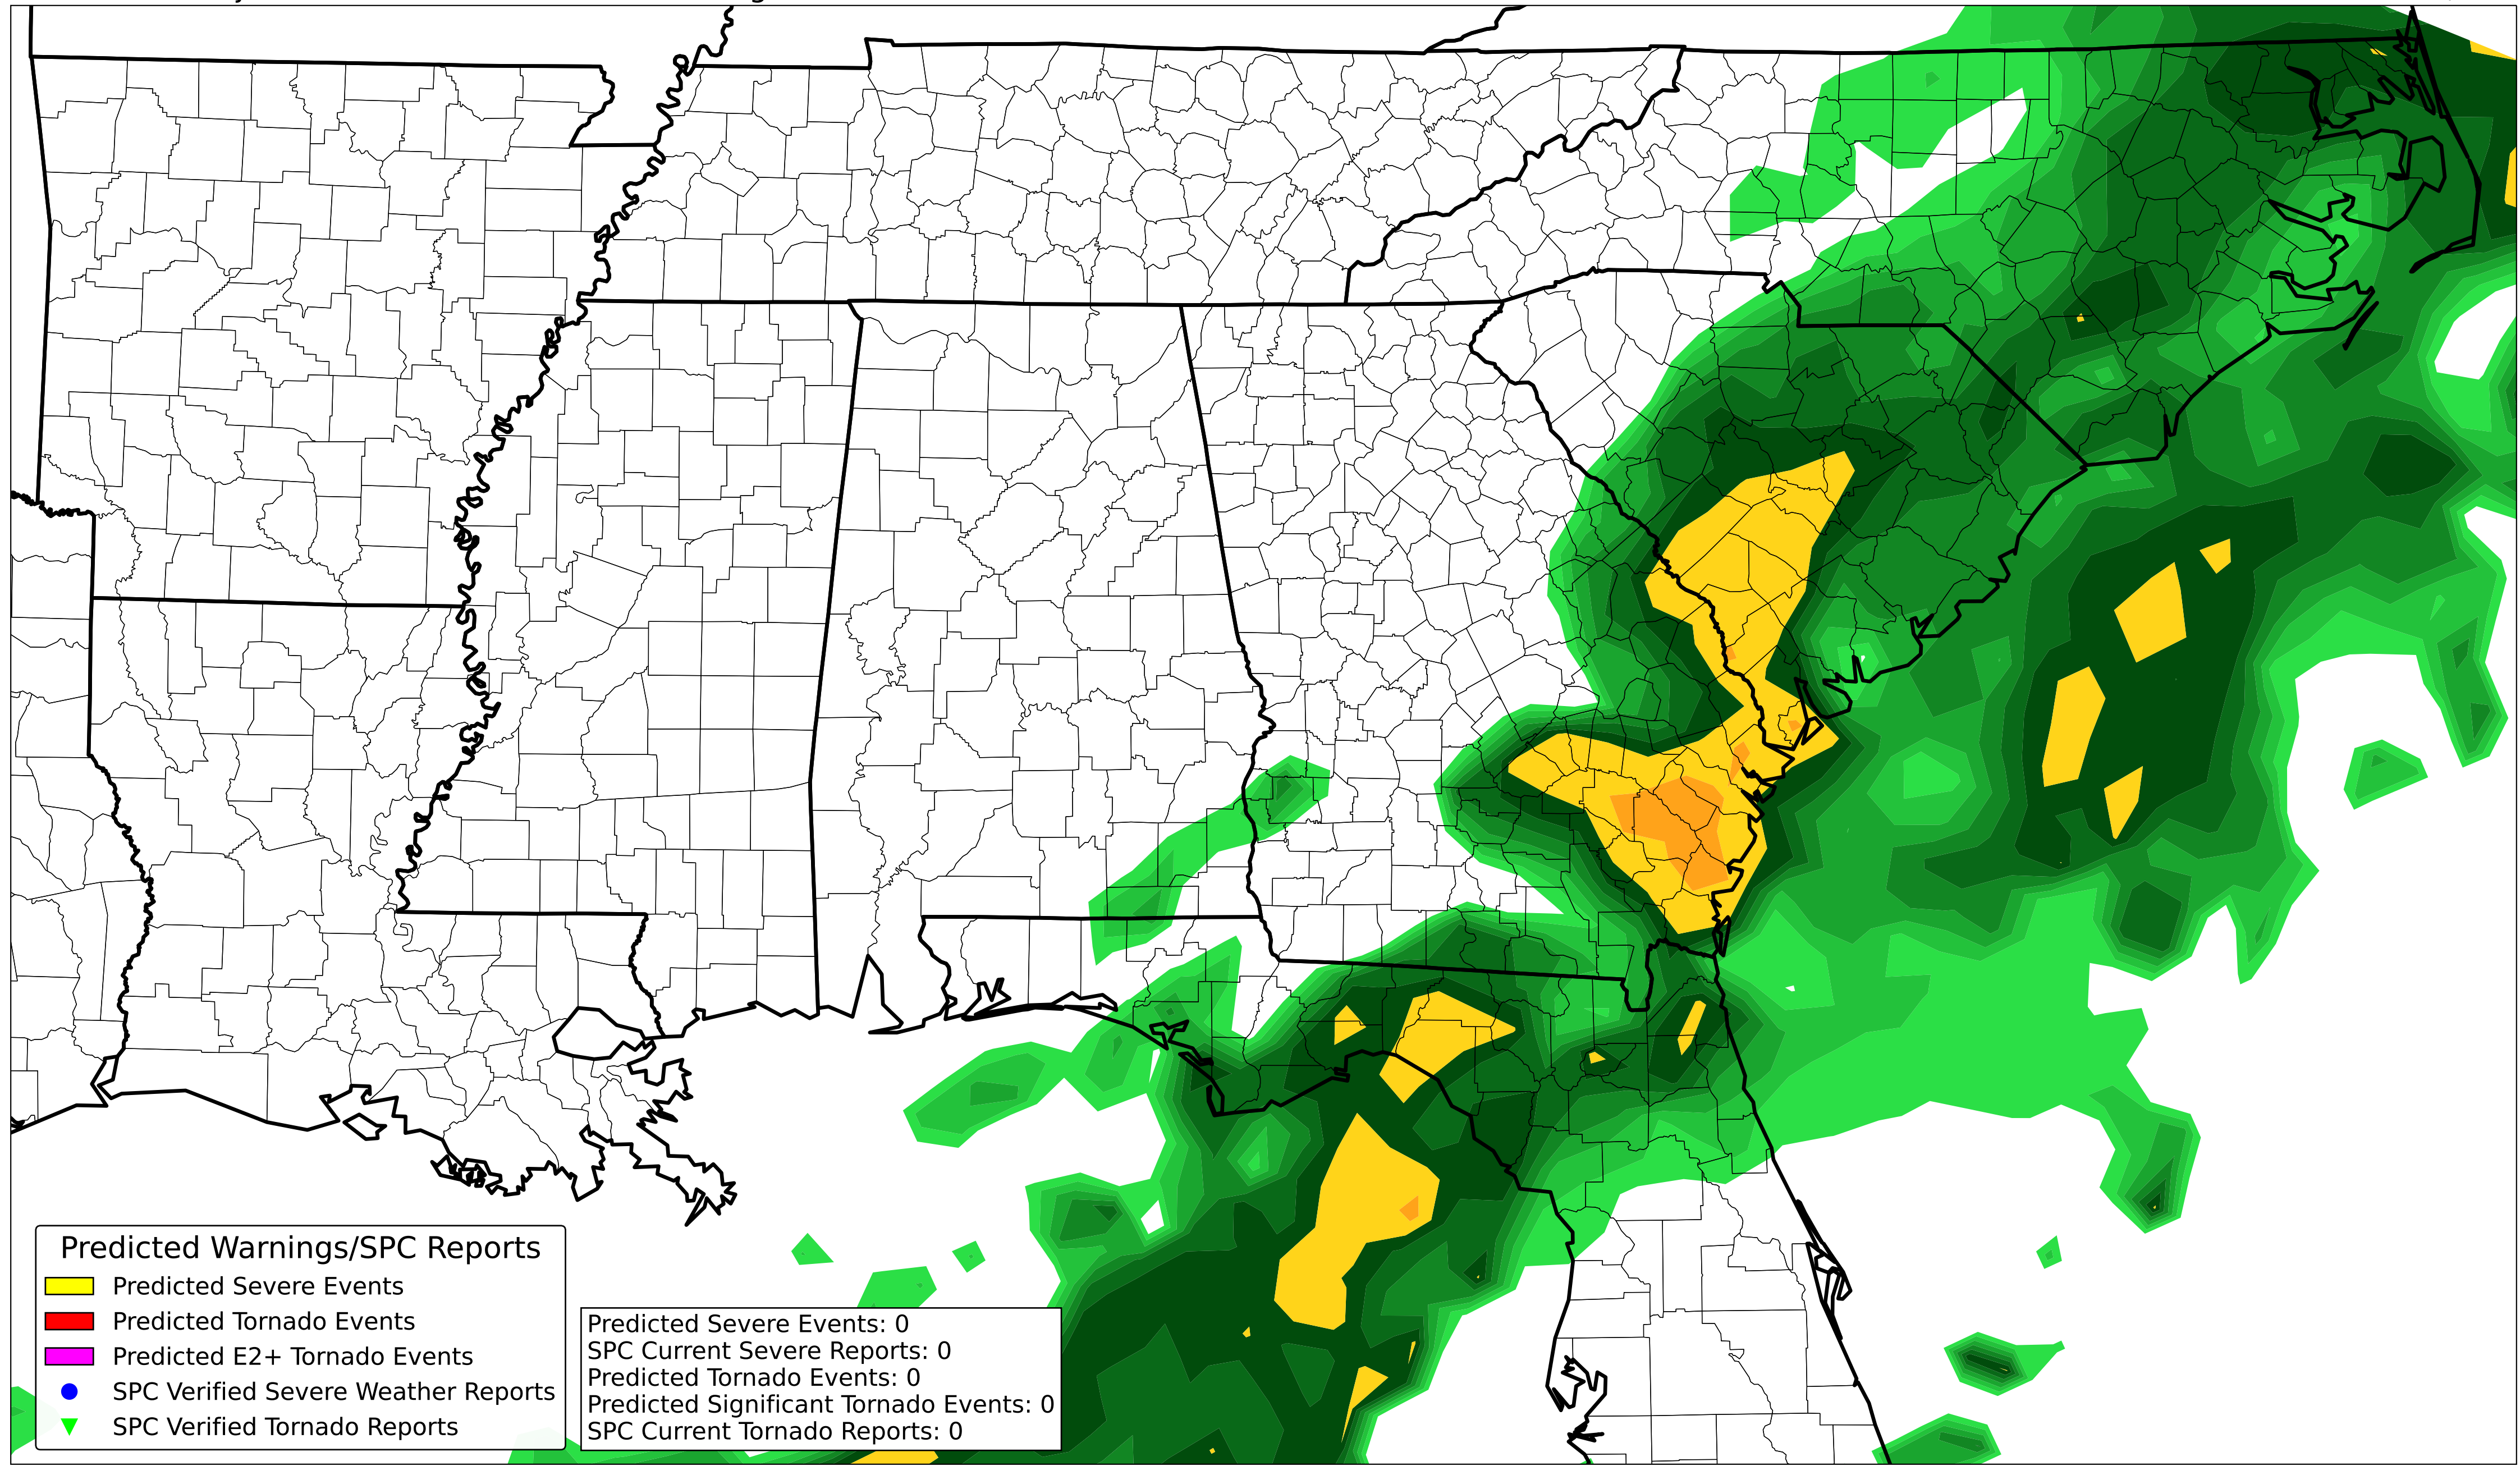 Predicted Warnings/SPC Reports
Predicted Severe Events
Predicted Tornado Events
Predicted E2+ Tornado Events
SPC Verified Severe Weather Reports
SPC Verified Tornado Reports
Predicted Severe Events: 0
SPC Current Severe Reports: 0
Predicted Tornado Events: 0
Predicted Significant Tornado Events: 0
SPC Current Tornado Reports: 0